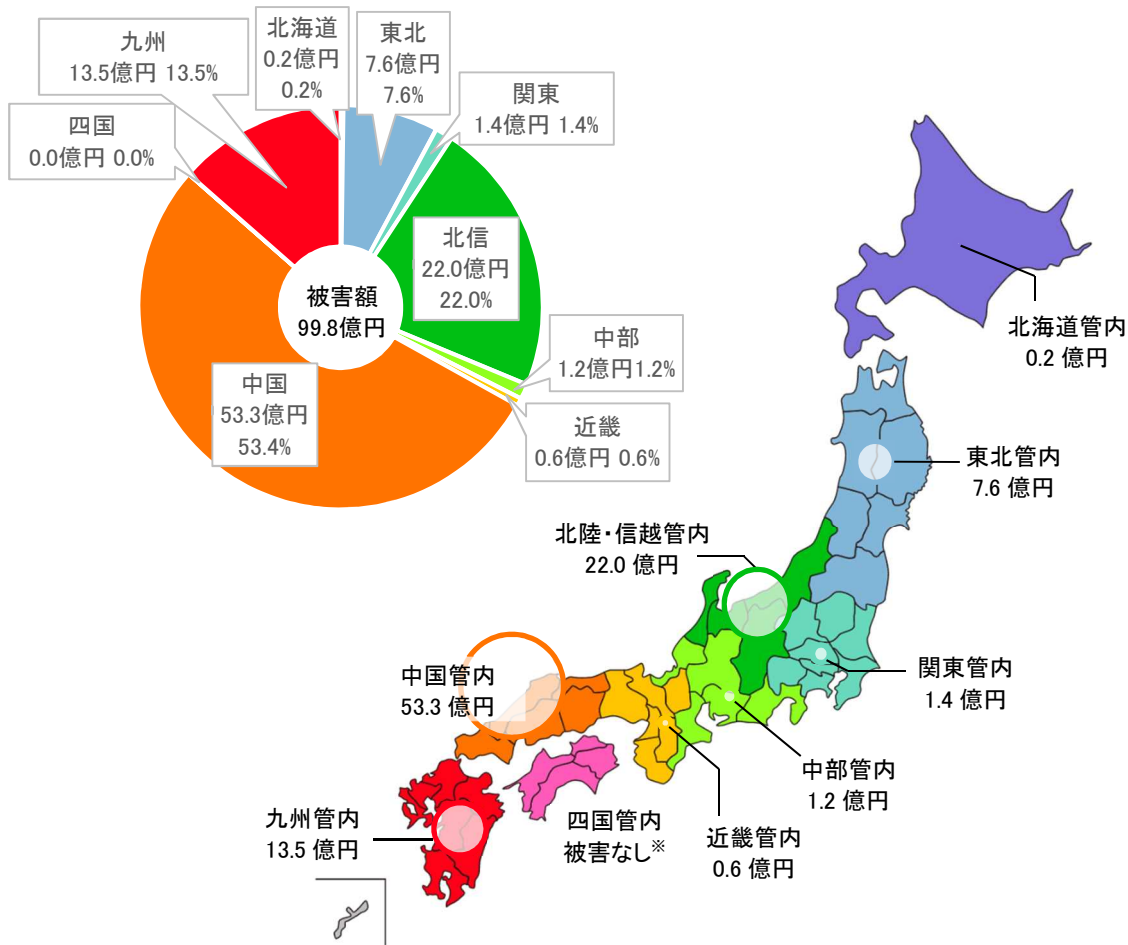 北海道
0.2億円
0.2%
東北
7.6億円
7.6%
関東
1.4億円 1.4%
北信
22.0億円
22.0%
中部
1.2億円1.2%
近畿
0.6億円 0.6%
中国
53.3億円
53.4%
四国
0.0億円 0.0%
九州
13.5億円 13.5%
被害額
99.8億円
北海道管内
0.2 億円
東北管内
7.6 億円
北陸・信越管内
22.0 億円
関東管内
1.4 億円
中部管内
1.2 億円
近畿管内
0.6 億円
中国管内
53.3 億円
四国管内
被害なし※
九州管内
13.5 億円